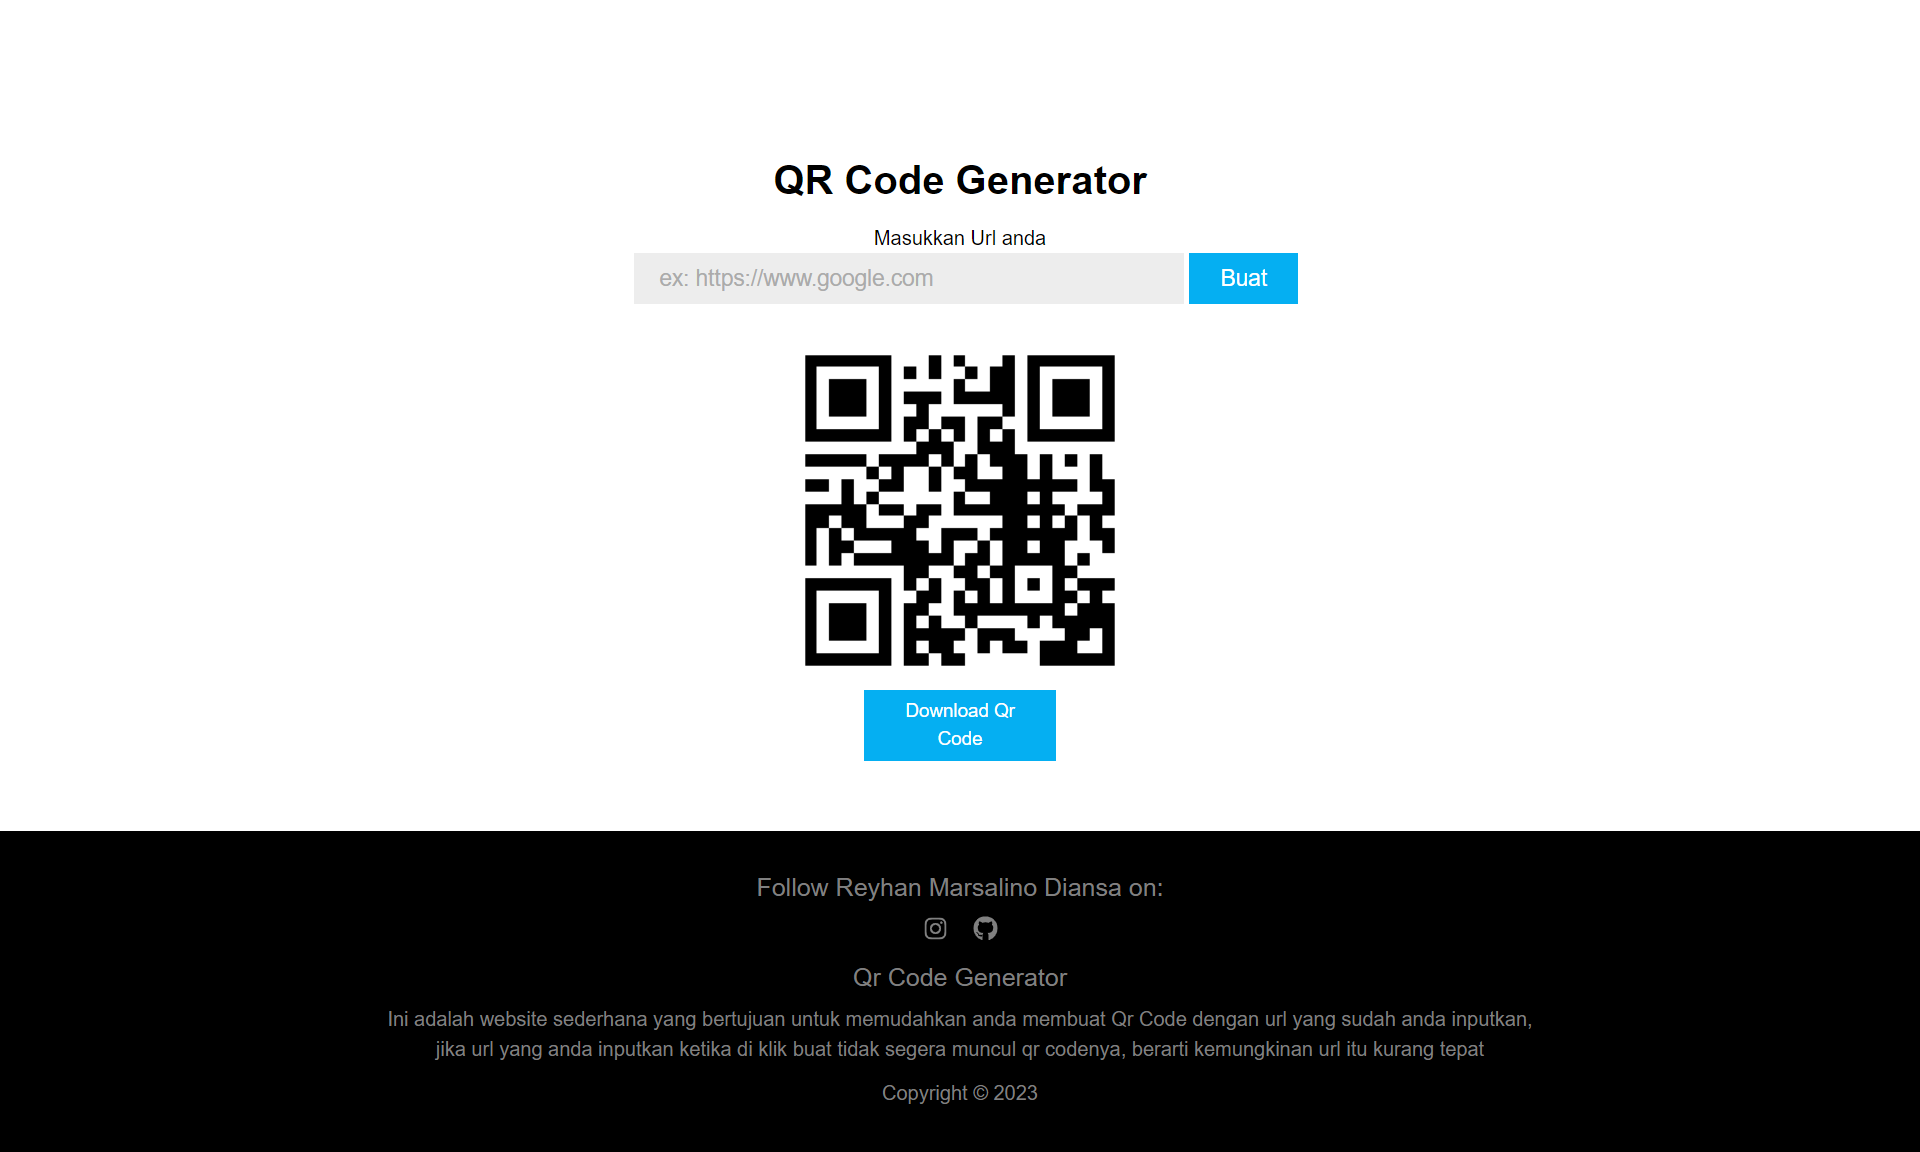 QR Code Generator
Masukkan Url anda
ex: https://www.google.com
Buat
Download Qr
Code
Follow Reyhan Marsalino Diansa on:
Qr Code Generator
Ini adalah website sederhana yang bertujuan untuk memudahkan anda membuat Qr Code dengan url yang sudah anda inputkan,
jika url yang anda inputkan ketika di klik buat tidak segera muncul qr codenya, berarti kemungkinan url itu kurang tepat
Copyright © 2023